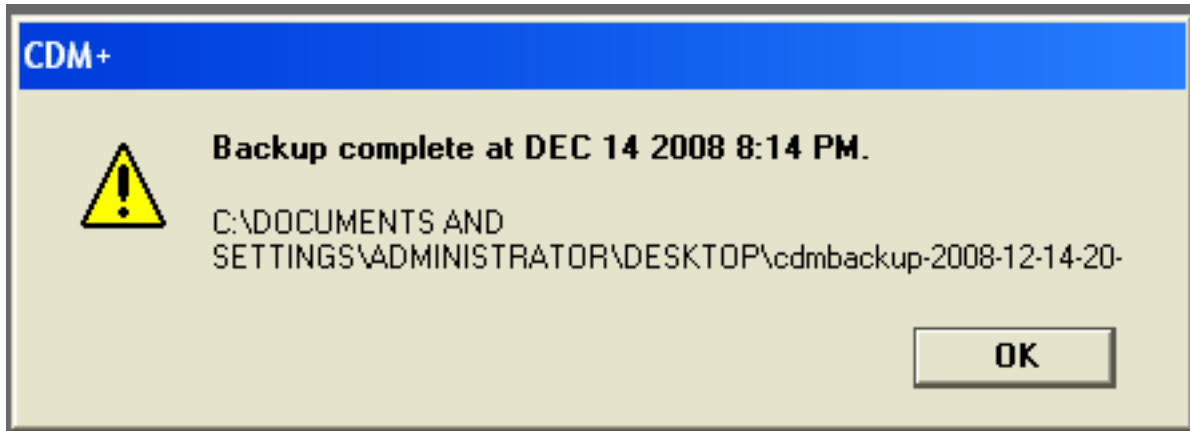 CDM+
Backup complete at DEC 14 2008 8:14 PM.
C:\DOCUMENTS AND
SETTINGS\ADMINISTRATOR\DESKTOP\cdmbackup-2008-12-14-20-
OK